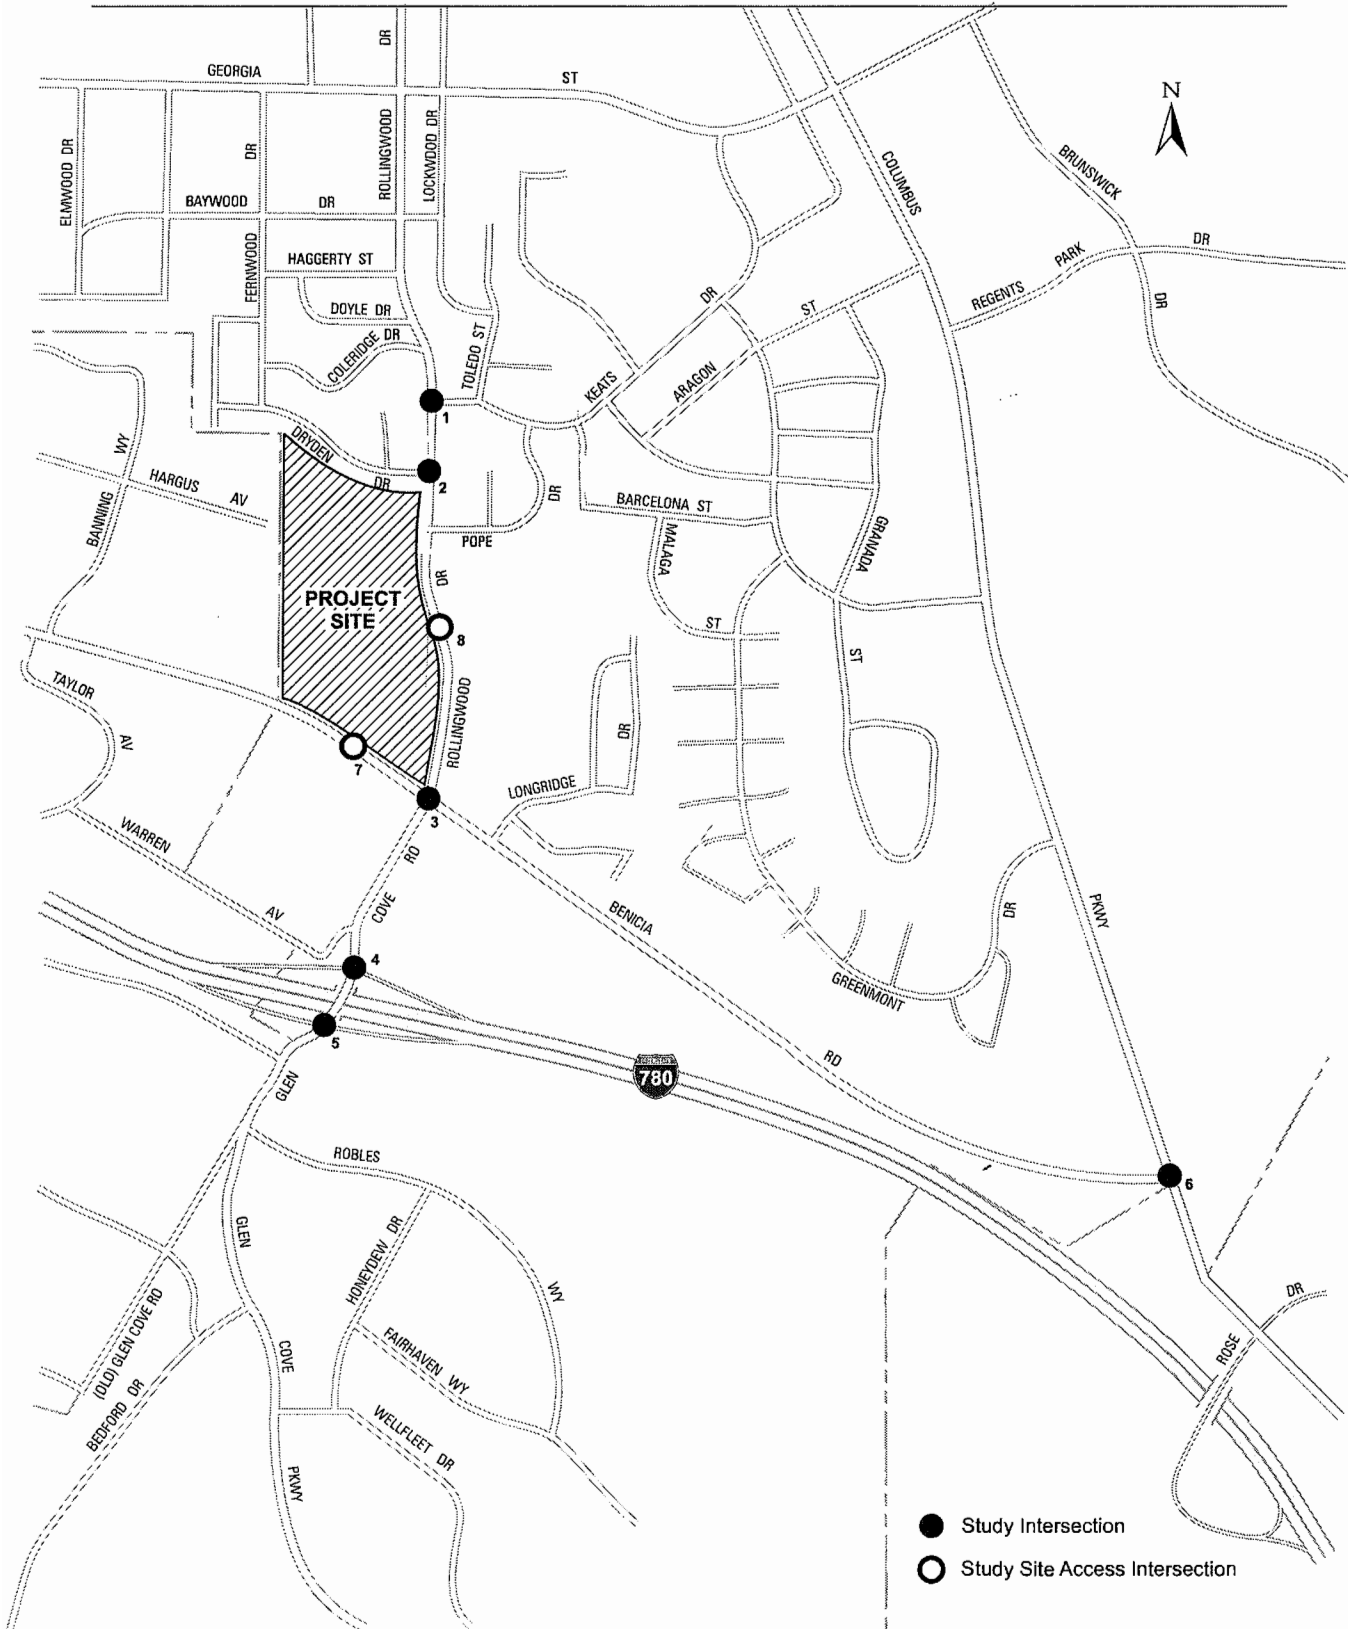 DR
GEORGIA
ST
N
ELMWOOD DR
DR
ROLLINGWOOD
LOCKWOOD DR
COLUMBUS
BRUNSWICK
BAYWOOD
DR
FERNWOOD
HAGGERTY ST
PARK
DR
REGENTS
DR
DOYLE DR
DR
ST
COLERIDGE DR
TOLEDO ST
KEATS
ARAGON
1
DRYDEN
DR
2
WY
HARGUS
AV
BANNING
DR
BARCELONA ST
MALAGA
GRANADA
POPE
DR
PROJECT
SITE
8
ST
ST
TAYLOR
AV
ROLLINGWOOD
DR
7
LONGRIDGE
3
WARREN
AV
RD
COVE
BENICIA
DR
PKWY
4
GREENMONT
5
RD
780
GLEN
ROBLES
6
GLEN
HONEYDEW DR
WY
DR
(OLD) GLEN COVE RD
COVE
FAIRHAVEN WY
ROSE
BEDFORD DR
WELLFLEET DR
PKWY
Study Intersection
Study Site Access Intersection